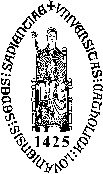 UNIVERSITAS CATHOLICA LOVANIENSIS SEDES SAPIENTIAE
1425